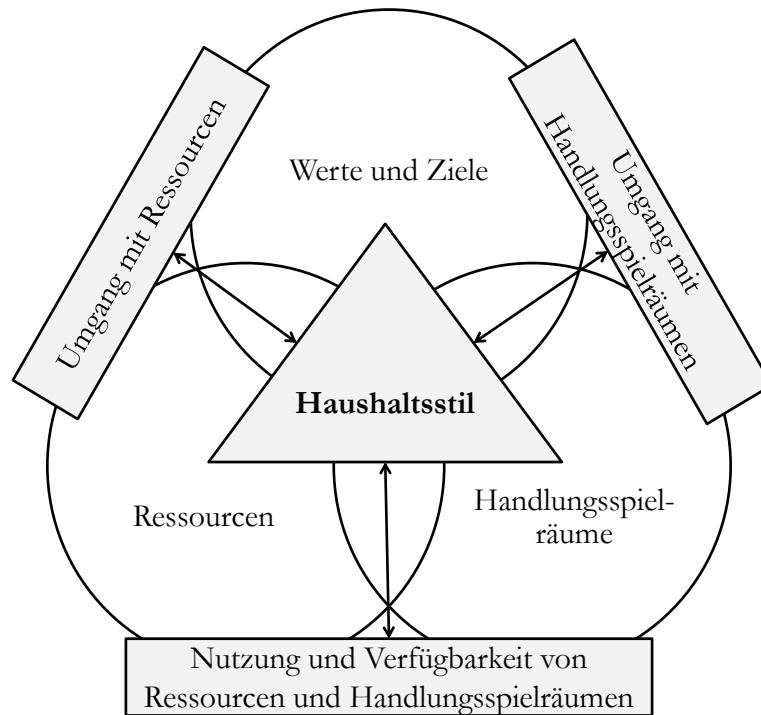 Umgang mit Ressourcen
Werte und Ziele
Umgang mit
Handlungsspielräumen
Haushaltsstil
Ressourcen
Handlungsspiel-
räume
Nutzung und Verfügbarkeit von
Ressourcen und Handlungsspielräumen